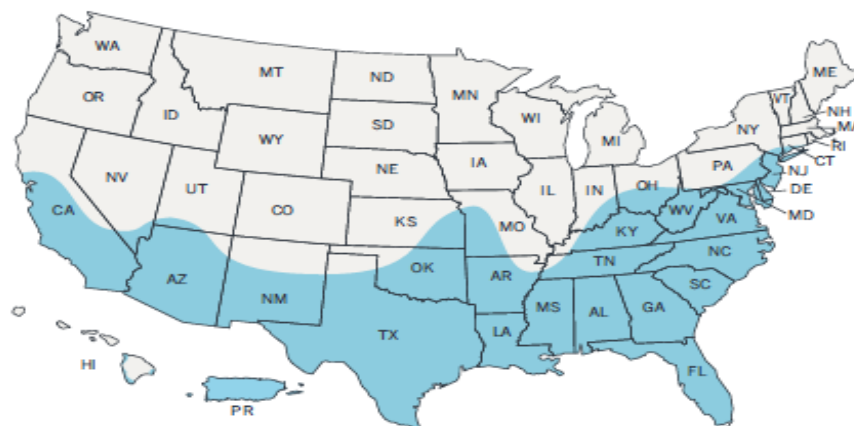 WA
MT
ND
MN
ME
OR
ID
SD
WI
VT
NH
MA
NY
WY
MI
RI
CT
NE
IA
PA
NJ
NV
UT
IL
IN
OH
DE
CO
CA
KS
MO
WV
VA
MD
KY
AZ
OK
AR
TN
NC
NM
MS
AL
GA
SC
TX
LA
HI
FL
PR